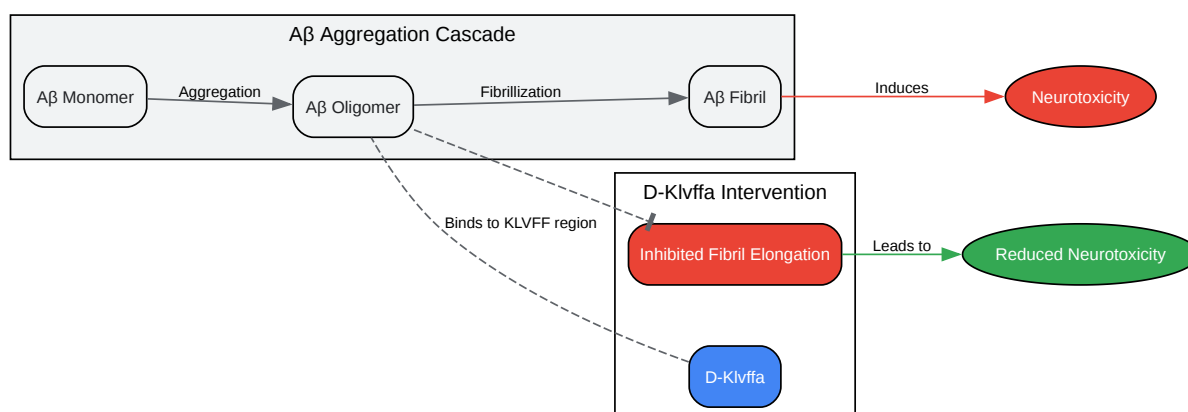 Aβ Aggregation Cascade
Aβ Monomer
Aggregation
Aβ Oligomer
Fibrillization
Aβ Fibril
Induces
Neurotoxicity
D-Klvffa Intervention
Binds to KLVFF region
Inhibited Fibril Elongation
Leads to
Reduced Neurotoxicity
D-Klvffa